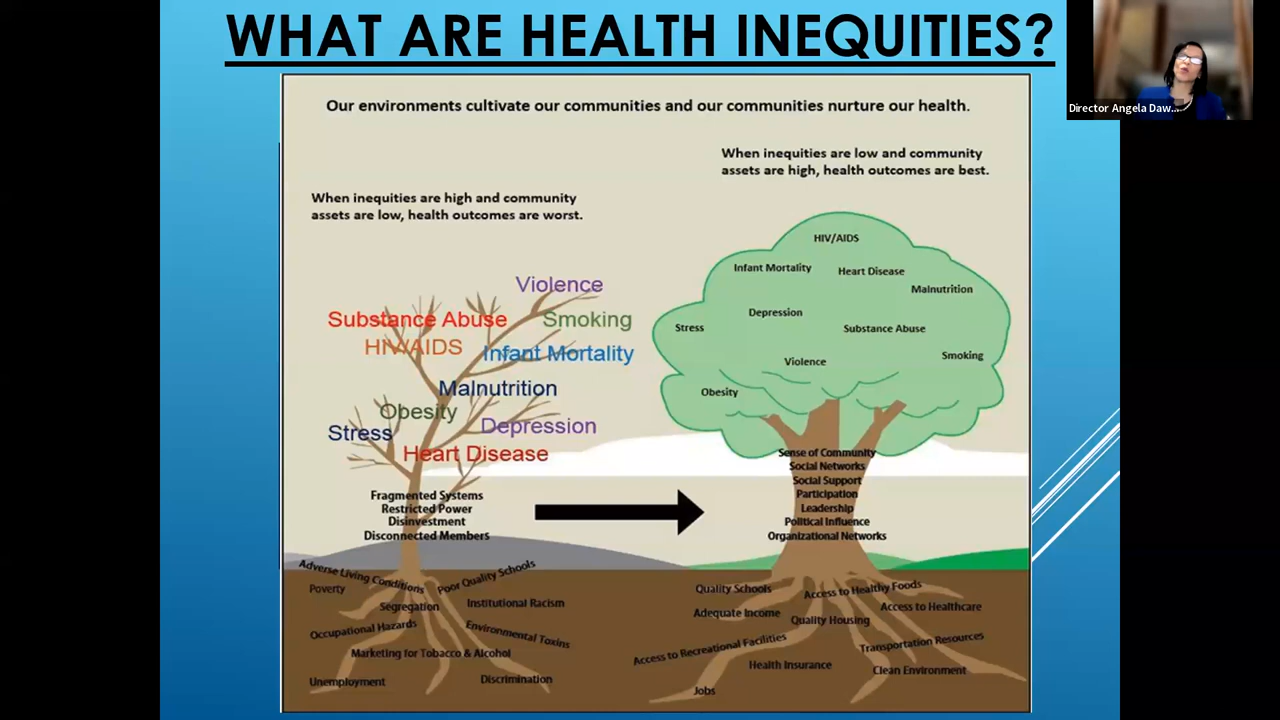 WHAT ARE HEALTH INEQUITIES?
Director Angela Daw...
Our environments cultivate our communities and our communities nurture our health.
When inequities are high and community
assets are low, health outcomes are worst.
Violence
Substance Abuse
Smoking
HIV/AIDS
Infant Mortality
Malnutrition
Obesity
Stress
Depression
Heart Disease
Fragmented Systems
Restricted Power
Disinvestment
Disconnected Members
Adverse Living Conditions
Poor Quality Schools
Poverty
Segregation
Institutional Racism
Occupational Hazards
Environmental Toxins
Marketing for Tobacco & Alcohol
Unemployment
Discrimination
When inequities are low and community
assets are high, health outcomes are best.
HIV/AIDS
Infant Mortality
Heart Disease
Malnutrition
Depression
Stress
Substance Abuse
Violence
Smoking
Obesity
Sense of Community
Social Networks
Social Support
Participation
Leadership
Political Influence
Organizational Networks
Quality Schools
Access to Healthy Foods
Adequate Income
Access to Healthcare
Quality Housing
Access to Recreational Facilities
Transportation Resources
Health Insurance
Clean Environment
Jobs